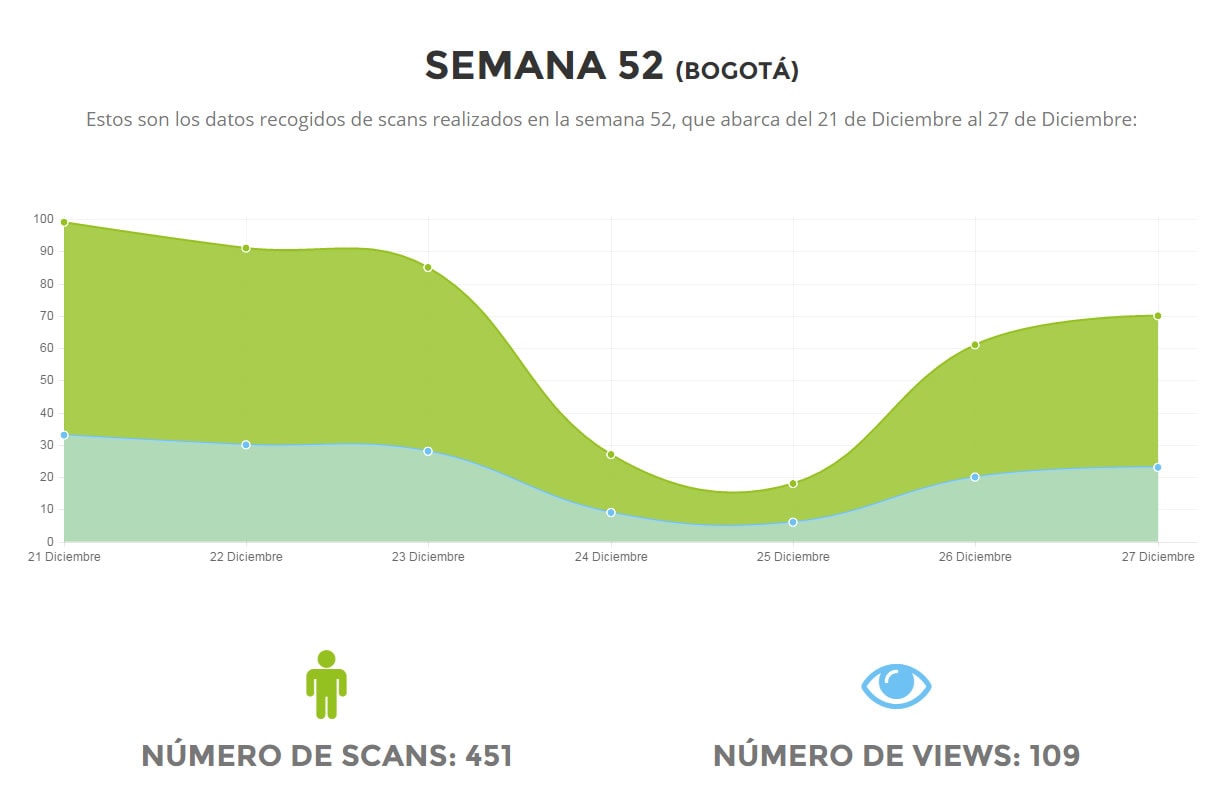 SEMANA 52 (BOGOTÁ)
Estos son los datos recogidos de scans realizados en la semana 52, que abarca del 21 de Diciembre al 27 de Diciembre:
100
90
80
70
60
50
40
30
20
10
0
21 Diciembre 22 Diciembre 23 Diciembre 24 Diciembre 25 Diciembre 26 Diciembre 27 Diciembre
NÚMERO DE SCANS: 451 NÚMERO DE VIEWS: 109